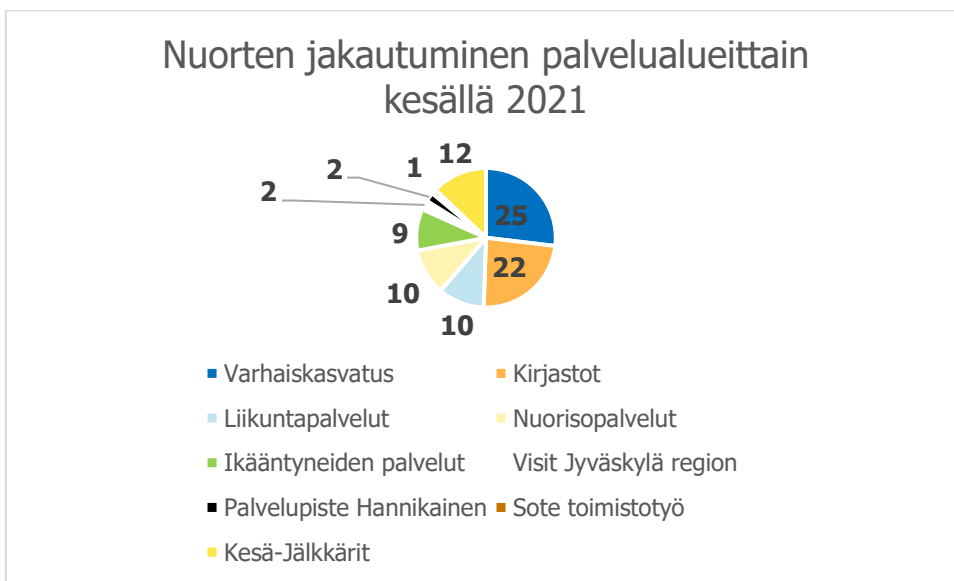 Nuorten jakautuminen palvelualueittain
kesällä 2021
2
2
1
12
25
9
22
10
10
Varhaiskasvatus
Kirjastot
Liikuntapalvelut
Nuorisopalvelut
Ikääntyneiden palvelut
Visit Jyväskylä region
Palvelupiste Hannikainen
Sote toimistotyö
Kesä-Jälkkärit